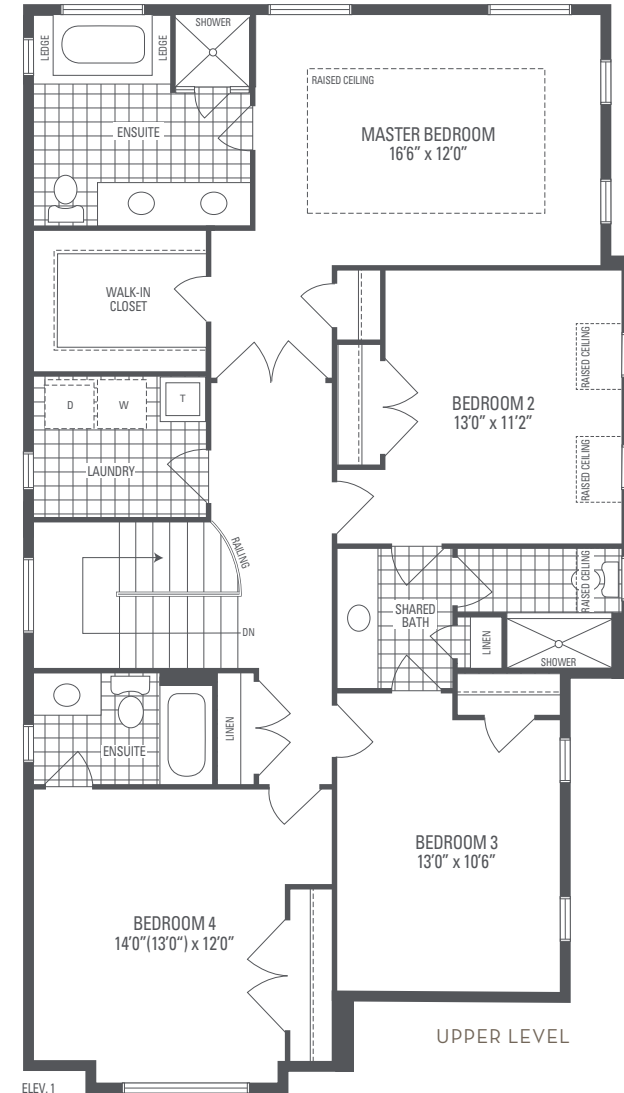 LEDGE
LEDGE
SHOWER
ENSUITE
RAISED CEILING
MASTER BEDROOM
16'6" x 12'0"
WALK-IN
CLOSET
D
W
T
LAUNDRY
BEDROOM 2
13'0" x 11'2"
RAISED CEILING
RAISED CEILING
RAILING
DN
SHARED
BATH
RAISED CEILING
LINEN
SHOWER
ENSUITE
LINEN
BEDROOM 3
13'0" x 10'6"
BEDROOM 4
14'0"(13'0") x 12'0"
UPPER LEVEL
ELEV. 1